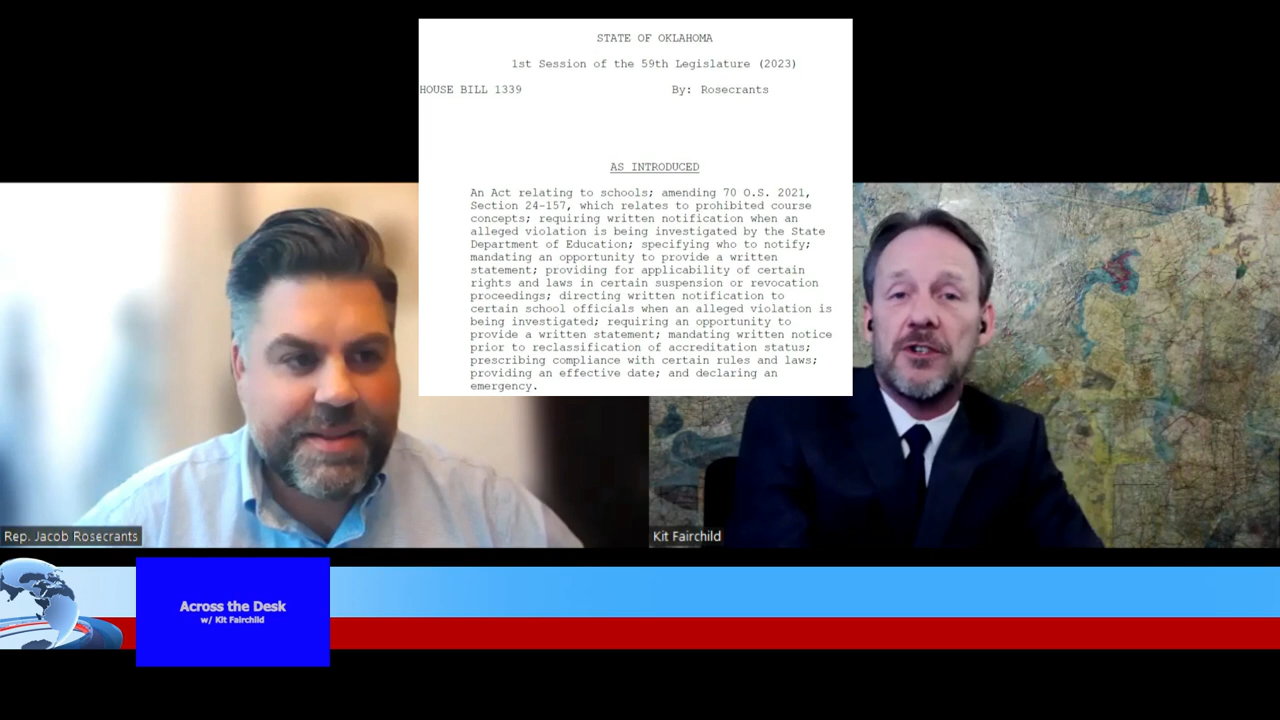 STATE OF OKLAHOMA
1st Session of the 59th Legislature (2023)
HOUSE BILL 1339 By: Rosecrants
AS INTRODUCED
An Act relating to schools; amending 70 O.S. 2021,
Section 24-157, which relates to prohibited course
concepts; requiring written notification when an
alleged violation is being investigated by the State
Department of Education; specifying who to notify;
mandating an opportunity to provide a written
statement; providing for applicability of certain
rights and laws in certain suspension or revocation
proceedings; directing written notification to
certain school officials when an alleged violation is
being investigated; requiring an opportunity to
provide a written statement; mandating written notice
prior to reclassification of accreditation status;
prescribing compliance with certain rules and laws;
providing an effective date; and declaring an
emergency.
Rep. Jacob Rosecrants
Kit Fairchild
Across the Desk
w/ Kit Fairchild